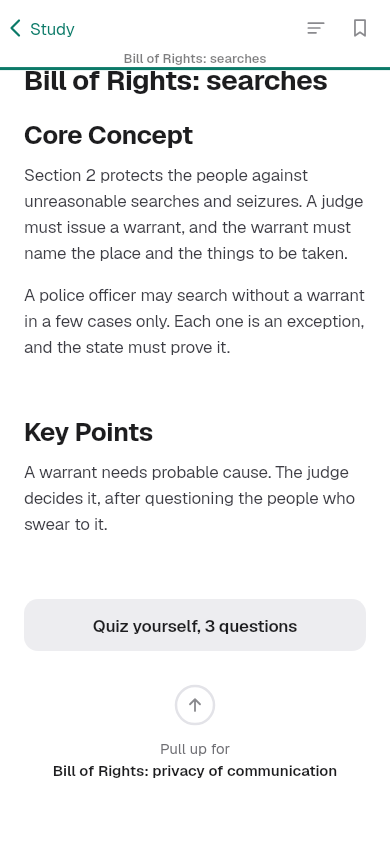 Study
Bill of Rights: searches
Bill of Rights: searches
Core Concept
Section 2 protects the people against
unreasonable searches and seizures. A judge
must issue a warrant, and the warrant must
name the place and the things to be taken.
A police officer may search without a warrant
in a few cases only. Each one is an exception,
and the state must prove it.
Key Points
A warrant needs probable cause. The judge
decides it, after questioning the people who
swear to it.
Quiz yourself, 3 questions
Pull up for
Bill of Rights: privacy of communication